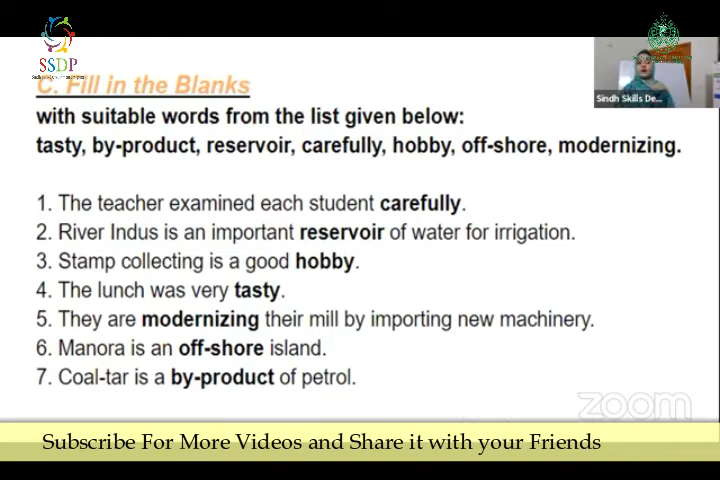 SSDP
C. Fill in the Blanks
with suitable words from the list given below:
tasty, by-product, reservoir, carefully, hobby, off-shore, modernizing.
1. The teacher examined each student carefully.
2. River Indus is an important reservoir of water for irrigation.
3. Stamp collecting is a good hobby.
4. The lunch was very tasty.
5. They are modernizing their mill by importing new machinery.
6. Manora is an off-shore island.
7. Coal-tar is a by-product of petrol.
Sindh Skills De...
zoom
Subscribe For More Videos and Share it with your Friends